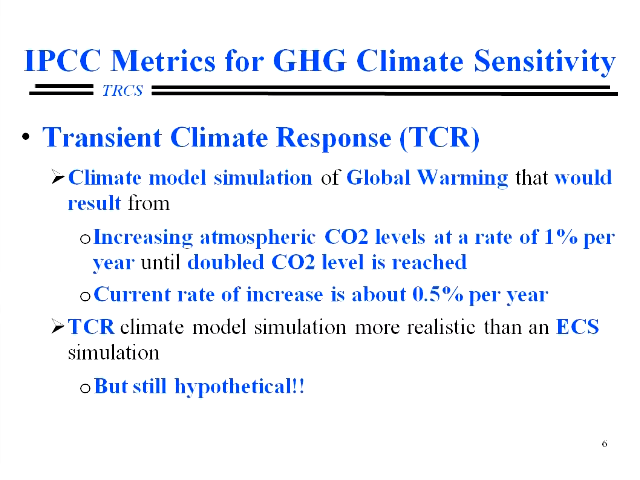 IPCC Metrics for GHG Climate Sensitivity
TRCS
• Transient Climate Response (TCR)
➢Climate model simulation of Global Warming that would
result from
oIncreasing atmospheric CO2 levels at a rate of 1% per
year until doubled CO2 level is reached
oCurrent rate of increase is about 0.5% per year
➢TCR climate model simulation more realistic than an ECS
simulation
oBut still hypothetical!!
6